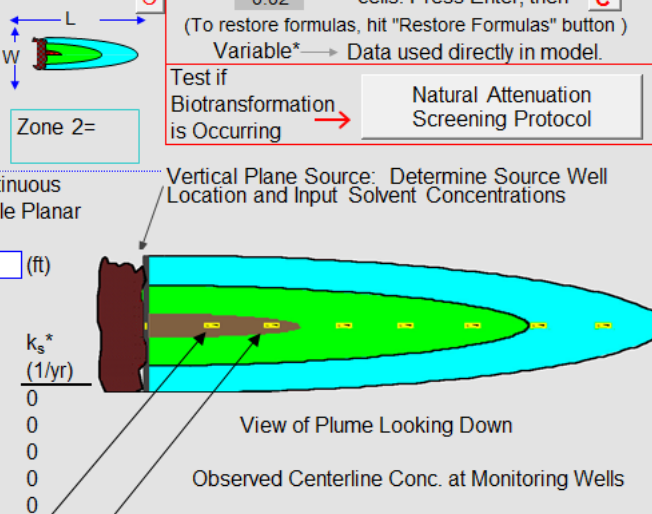 L
0.02 cells. Press Enter, then C
(To restore formulas, hit "Restore Formulas" button )
W
Variable* Data used directly in model.
Test if
Biotransformation
is Occurring
Natural Attenuation
Screening Protocol
Zone 2=
Vertical Plane Source: Determine Source Well
Location and Input Solvent Concentrations
tinuous
le Planar
(ft)
ks*
(1/yr)
0
0
0
0
0
View of Plume Looking Down
Observed Centerline Conc. at Monitoring Wells